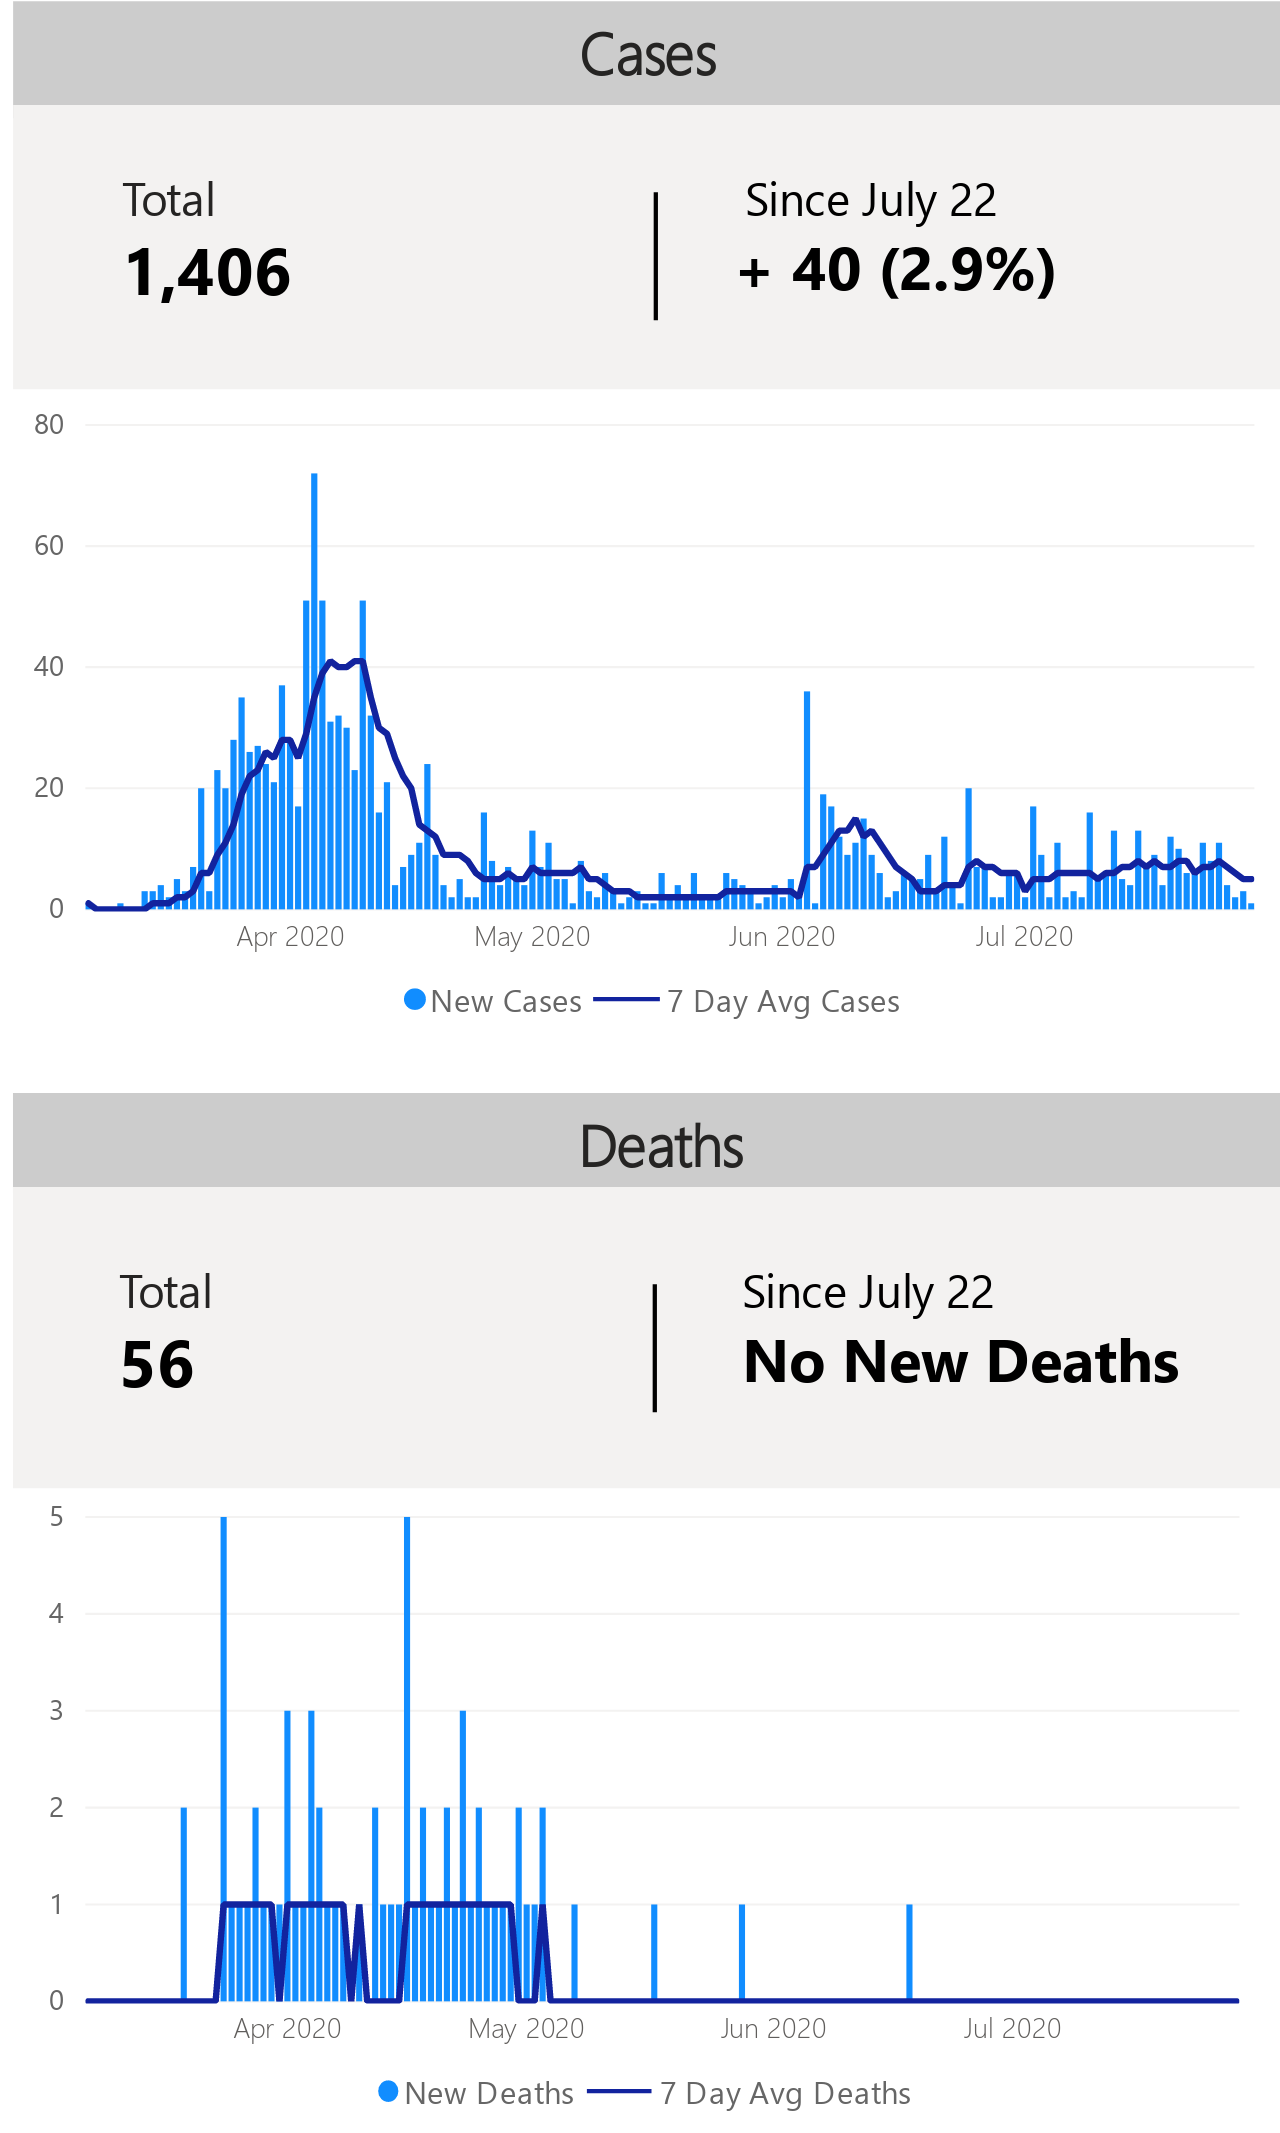 Cases
Total
Since July 22
1,406
+ 40 (2.9%)
80
60
40
20
0
Apr 2020
May 2020
Jun 2020
Jul 2020
New Cases
7 Day Avg Cases
Deaths
Total
Since July 22
56
No New Deaths
5
4
3
2
1
0
Apr 2020
May 2020
Jun 2020
Jul 2020
New Deaths
7 Day Avg Deaths